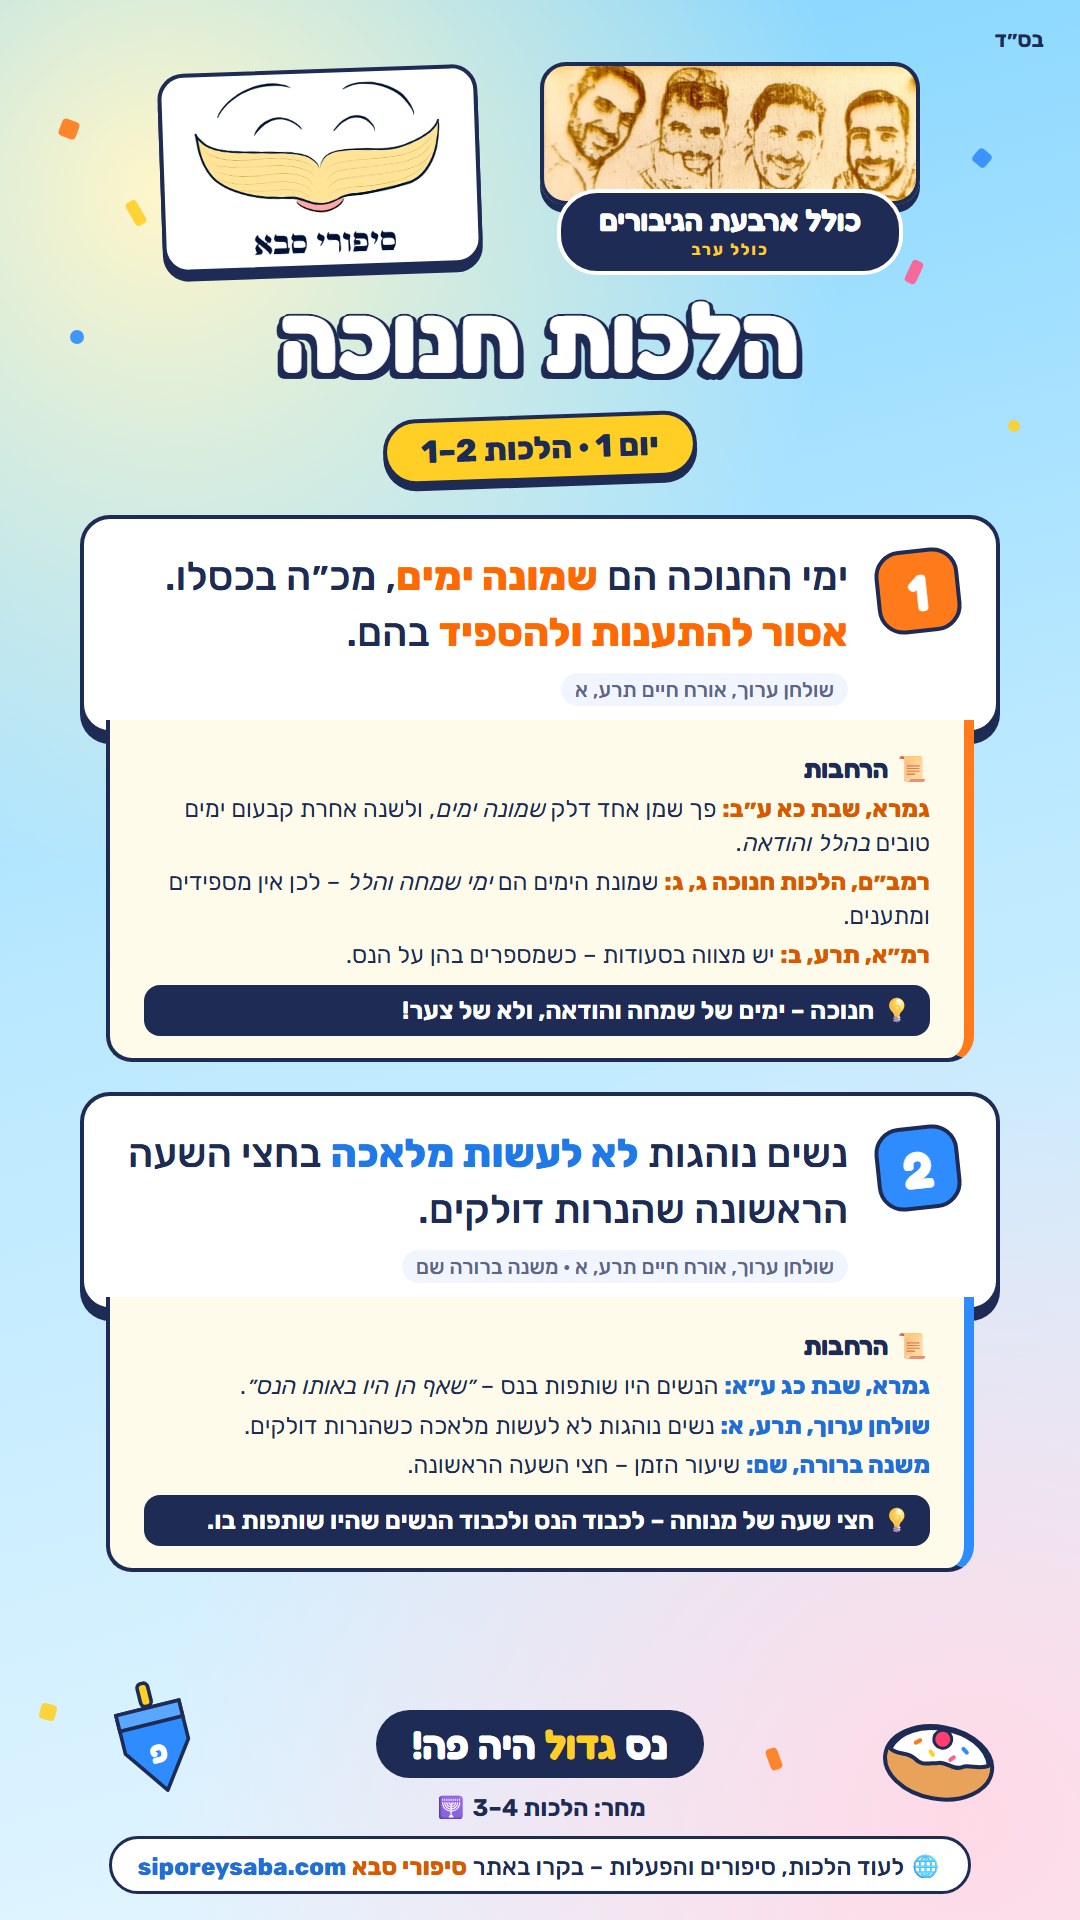 בס״ד
סיפורי סבא
כולל ארבעת הגיבורים
כולל ערב
הלכות חנוכה
יום 1 • הלכות 1–2
1
ימי החנוכה הם שמונה ימים, מכ״ה בכסלו.
אסור להתענות ולהספיד בהם.
שולחן ערוך, אורח חיים תרע, א
📜 הרחבות
גמרא, שבת כא ע״ב: פך שמן אחד דלק שמונה ימים, ולשנה אחרת קבעום ימים
טובים בהלל והודאה.
רמב״ם, הלכות חנוכה ג, ג: שמונת הימים הם ימי שמחה והלל – לכן אין מספידים
ומתענים.
רמ״א, תרע, ב: יש מצווה בסעודות – כשמספרים בהן על הנס.
💡 חנוכה – ימים של שמחה והודאה, ולא של צער!
2
נשים נוהגות לא לעשות מלאכה בחצי השעה
הראשונה שהנרות דולקים.
שולחן ערוך, אורח חיים תרע, א • משנה ברורה שם
📜 הרחבות
גמרא, שבת כג ע״א: הנשים היו שותפות בנס – ״שאף הן היו באותו הנס״.
שולחן ערוך, תרע, א: נשים נוהגות לא לעשות מלאכה כשהנרות דולקים.
משנה ברורה, שם: שיעור הזמן – חצי השעה הראשונה.
💡 חצי שעה של מנוחה – לכבוד הנס ולכבוד הנשים שהיו שותפות בו.
פ
נס גדול היה פה!
מחר: הלכות 3–4 🕎
🌐 לעוד הלכות, סיפורים והפעלות – בקרו באתר סיפורי סבא siporeysaba.com